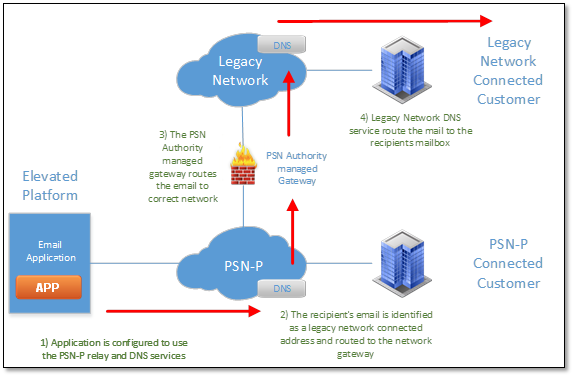 DNS
Legacy
Network
Legacy
Network
Connected
Customer
3) The PSN
Authority
managed
gateway routes
the email to
correct network
PSN Authority
managed
Gateway
4) Legacy Network DNS
service route the mail to the
recipients mailbox
Elevated
Platform
Email
Application
APP
PSN-P
DNS
PSN-P
Connected
Customer
1) Application is configured to use
the PSN-P relay and DNS services
2) The recipient's email is identified
as a legacy network connected
address and routed to the network
gateway